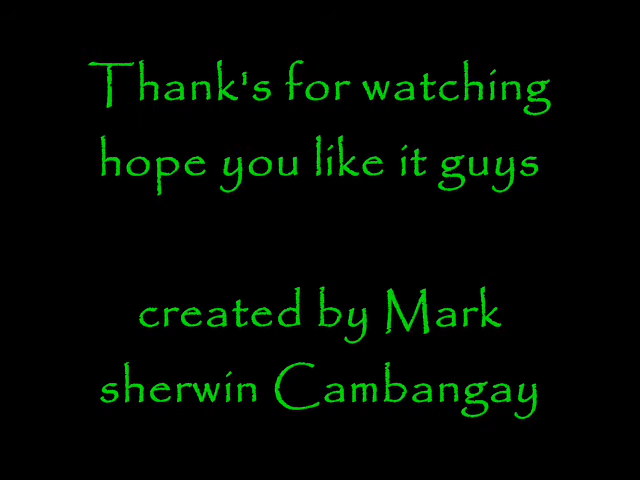 Thank's for watching
hope you like it guys
created by Mark
sherwin Cambangay